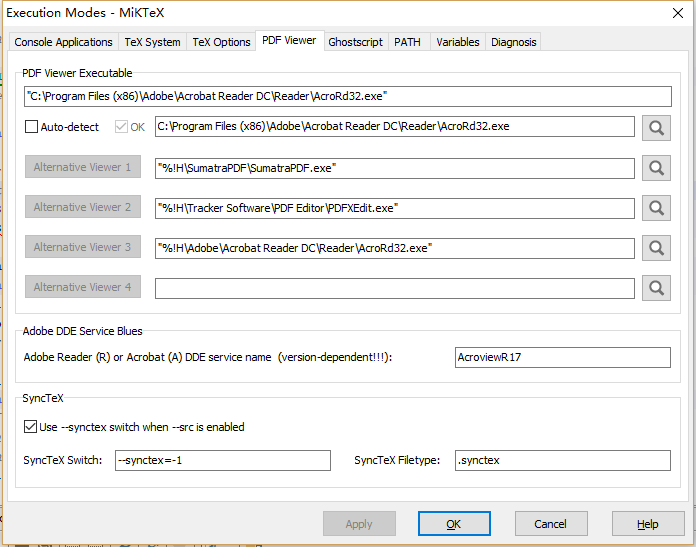 Execution Modes - MiKTeX
Console Applications TeX System TeX Options PDF Viewer Ghostscript PATH Variables Diagnosis
PDF Viewer Executable
"C:\Program Files (x86)\Adobe\Acrobat Reader DC\Reader\AcroRd32.exe"
Auto-detect OK C:\Program Files (x86)\Adobe\Acrobat Reader DC\Reader\AcroRd32.exe
Alternative Viewer 1 "%!H\SumatraPDF\SumatraPDF.exe"
Alternative Viewer 2 "%!H\Tracker Software\PDF Editor\PDFXEdit.exe"
Alternative Viewer 3 "%!H\Adobe\Acrobat Reader DC\Reader\AcroRd32.exe"
Alternative Viewer 4
Adobe DDE Service Blues
Adobe Reader (R) or Acrobat (A) DDE service name (version-dependent!!!): AcroviewR17
SyncTeX
Use --synctex switch when --src is enabled
SyncTeX Switch: --synctex=-1 SyncTeX Filetype: .synctex
Apply OK Cancel Help